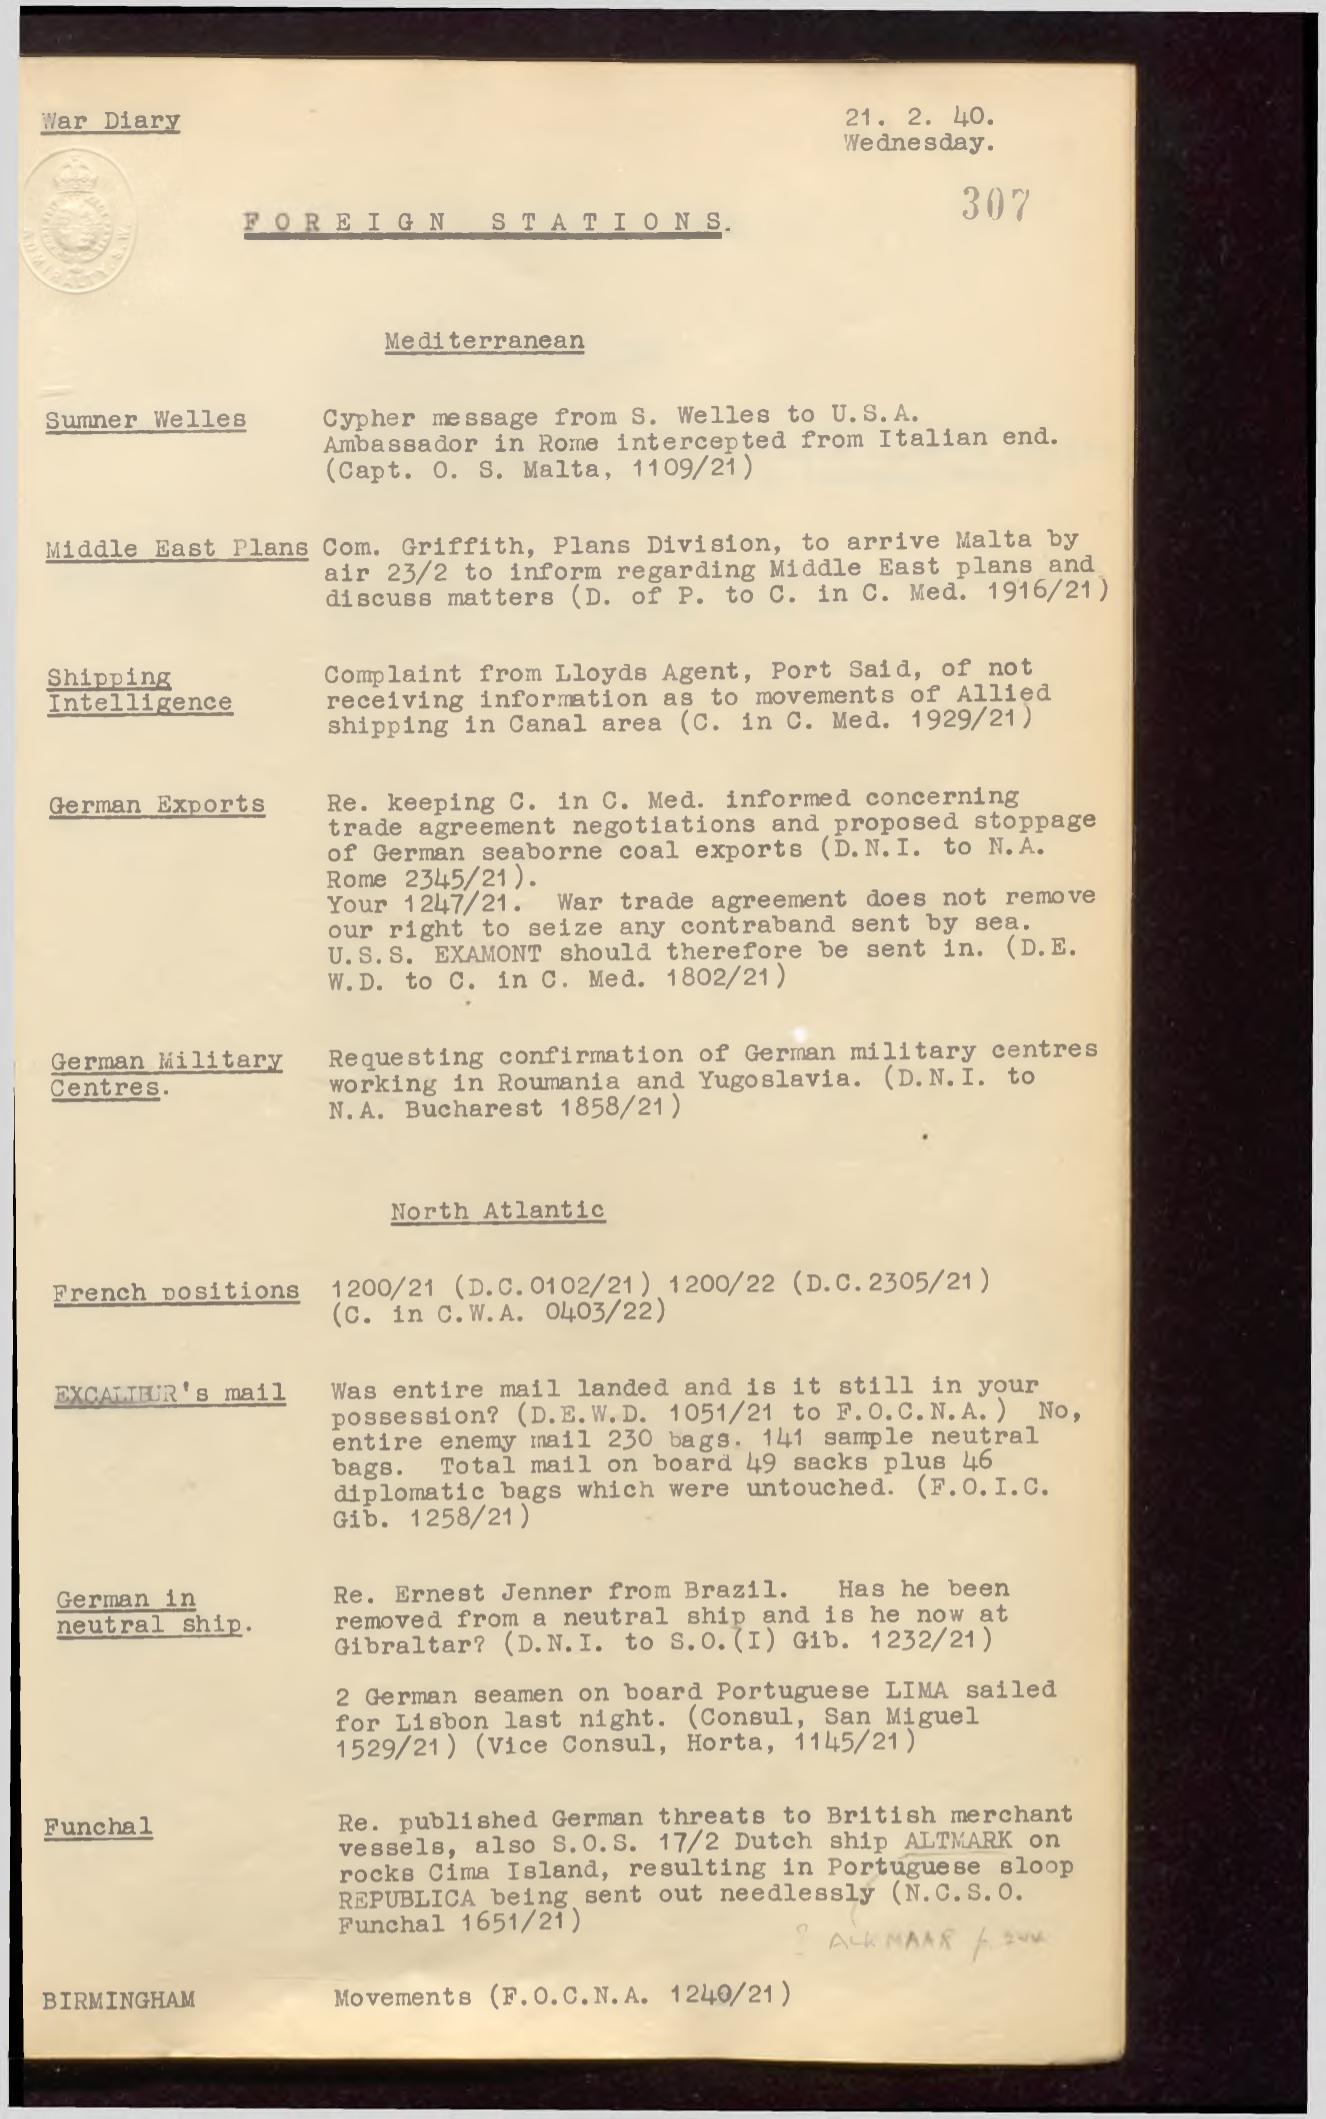 War Diary
21. 2. 40.
Wednesday.
307
FOREIGN STATIONS.
ADMIRALTY. S.W.
Mediterranean
Sumner Welles
Cypher message from S. Welles to U.S.A.
Ambassador in Rome intercepted from Italian end.
(Capt. O. S. Malta, 1109/21)
Middle East Plans
Com. Griffith, Plans Division, to arrive Malta by
air 23/2 to inform regarding Middle East plans and
discuss matters (D. of P. to C. in C. Med. 1916/21)
Shipping
Intelligence
Complaint from Lloyds Agent, Port Said, of not
receiving information as to movements of Allied
shipping in Canal area (C. in C. Med. 1929/21)
German Exports
Re. keeping C. in C. Med. informed concerning
trade agreement negotiations and proposed stoppage
of German seaborne coal exports (D.N.I. to N.A.
Rome 2345/21).
Your 1247/21. War trade agreement does not remove
our right to seize any contraband sent by sea.
U.S.S. EXAMONT should therefore be sent in. (D.E.
W.D. to C. in C. Med. 1802/21)
German Military
Centres.
Requesting confirmation of German military centres
working in Roumania and Yugoslavia. (D.N.I. to
N.A. Bucharest 1858/21)
North Atlantic
French positions
1200/21 (D.C.0102/21) 1200/22 (D.C.2305/21)
(C. in C.W.A. 0403/22)
EXCALIBUR's mail
Was entire mail landed and is it still in your
possession? (D.E.W.D. 1051/21 to F.O.C.N.A.) No,
entire enemy mail 230 bags. 141 sample neutral
bags. Total mail on board 49 sacks plus 46
diplomatic bags which were untouched. (F.O.I.C.
Gib. 1258/21)
German in
neutral ship.
Re. Ernest Jenner from Brazil. Has he been
removed from a neutral ship and is he now at
Gibraltar? (D.N.I. to S.O.(I) Gib. 1232/21)
2 German seamen on board Portuguese LIMA sailed
for Lisbon last night. (Consul, San Miguel
1529/21) (Vice Consul, Horta, 1145/21)
Funchal
Re. published German threats to British merchant
vessels, also S.O.S. 17/2 Dutch ship ALTMARK on
rocks Cima Island, resulting in Portuguese sloop
REPUBLICA being sent out needlessly (N.C.S.O.
Funchal 1651/21)
? ALKMAAR
BIRMINGHAM
Movements (F.O.C.N.A. 1240/21)